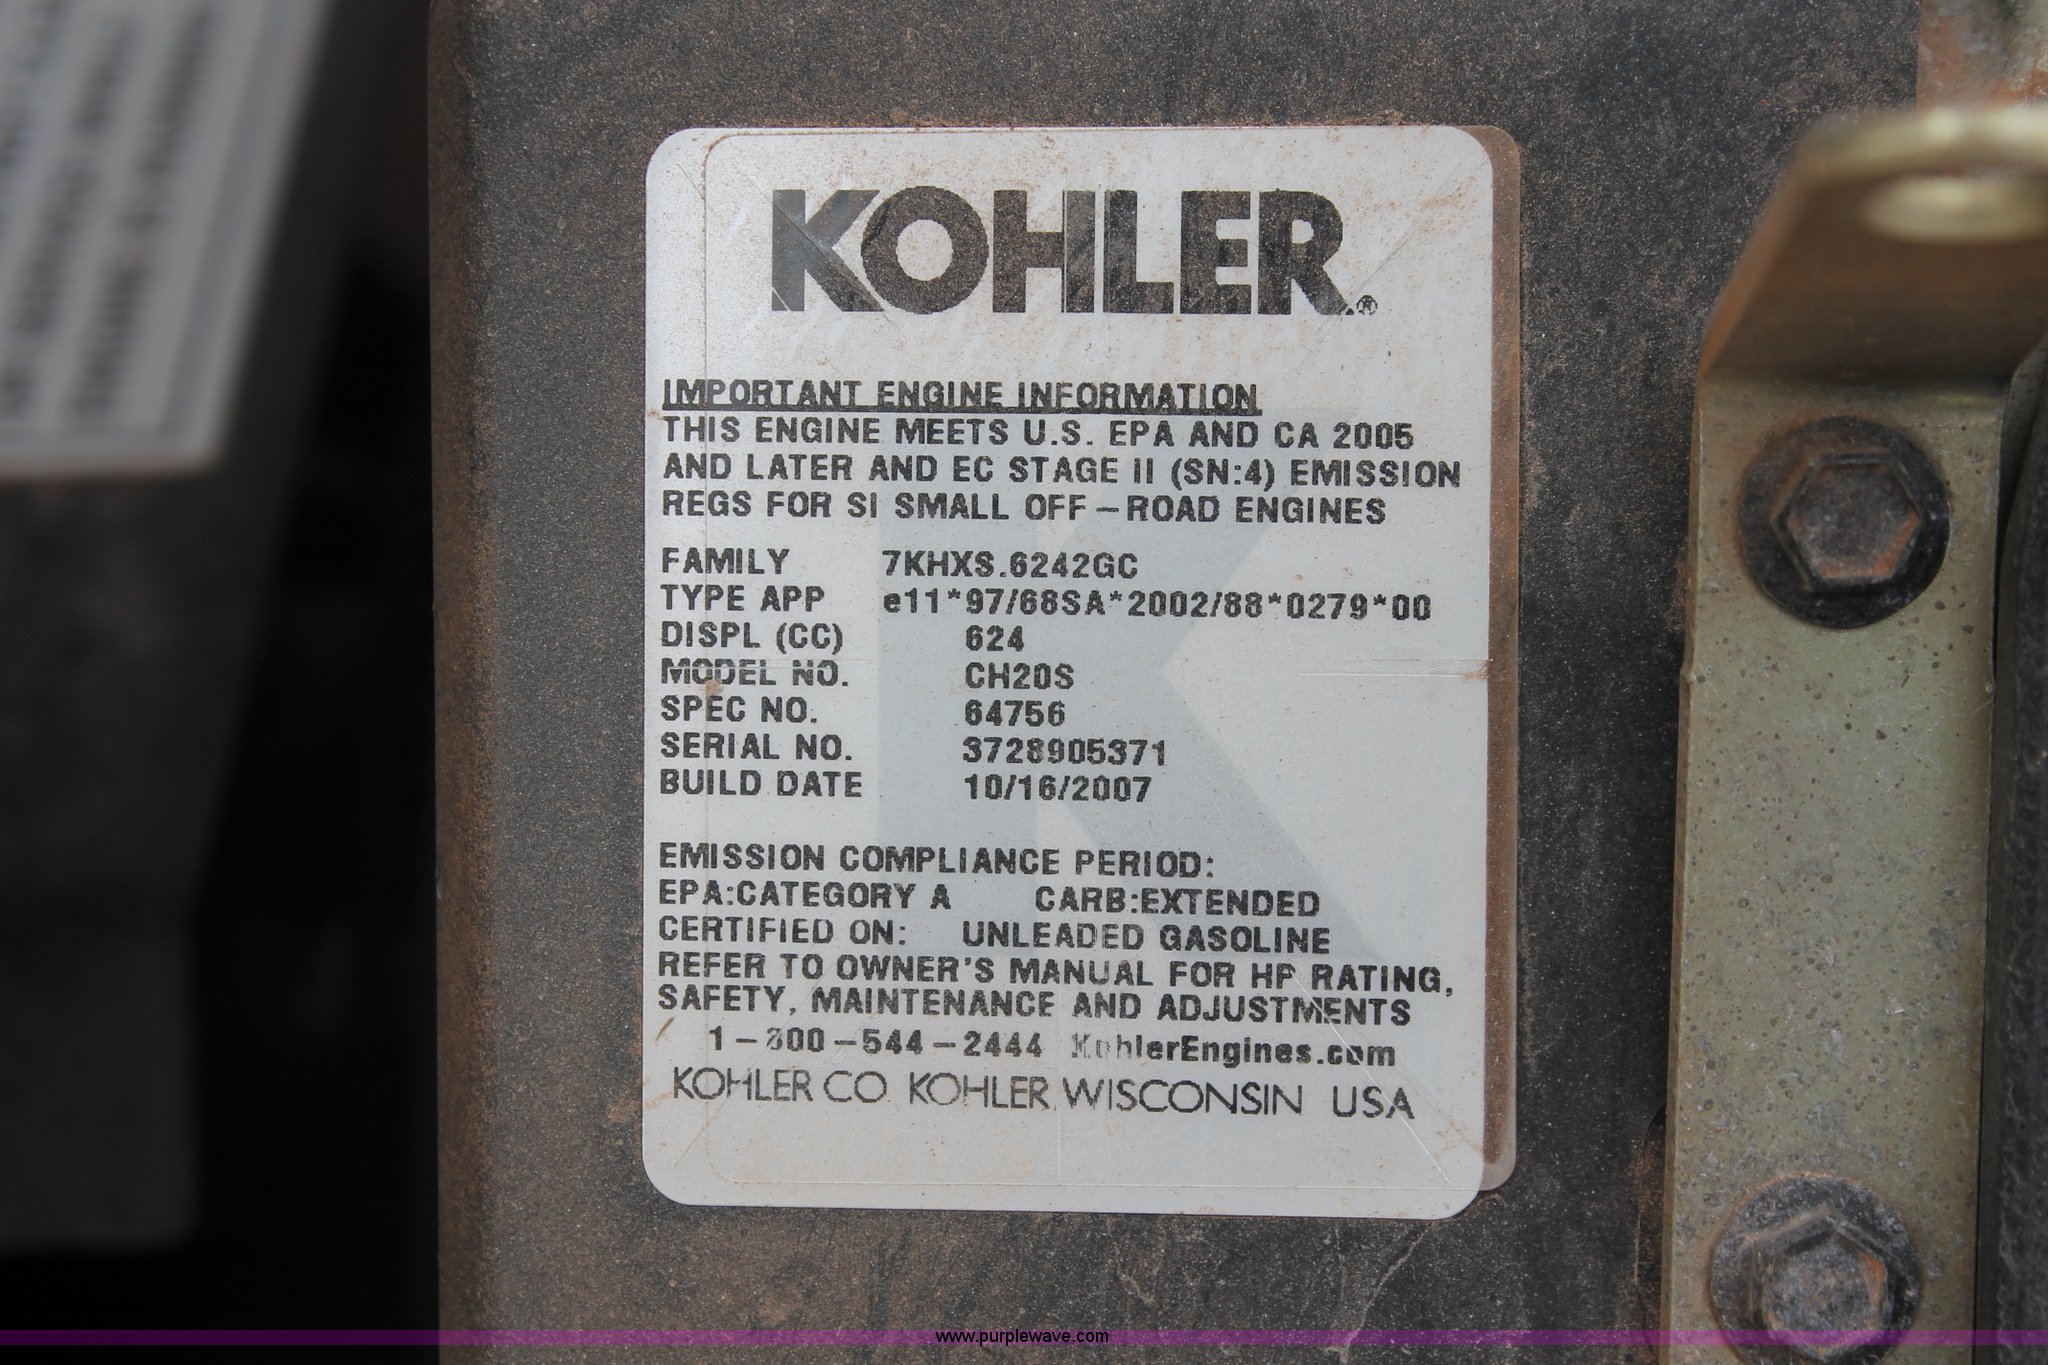 KOHLER.®
IMPORTANT ENGINE INFORMATION
THIS ENGINE MEETS U.S. EPA AND CA 2005
AND LATER AND EC STAGE II (SN:4) EMISSION
REGS FOR SI SMALL OFF-ROAD ENGINES
FAMILY 7KHXS.6242GC
TYPE APP e11*97/68SA*2002/88*0279*00
DISPL (CC) 624
MODEL NO. CH20S
SPEC NO. 64756
SERIAL NO. 3728905371
BUILD DATE 10/16/2007
EMISSION COMPLIANCE PERIOD:
EPA:CATEGORY A CARB:EXTENDED
CERTIFIED ON: UNLEADED GASOLINE
REFER TO OWNER'S MANUAL FOR HP RATING,
SAFETY, MAINTENANCE AND ADJUSTMENTS
1-800-544-2444 KohlerEngines.com
KOHLER CO. KOHLER, WISCONSIN USA
www.purplewave.com